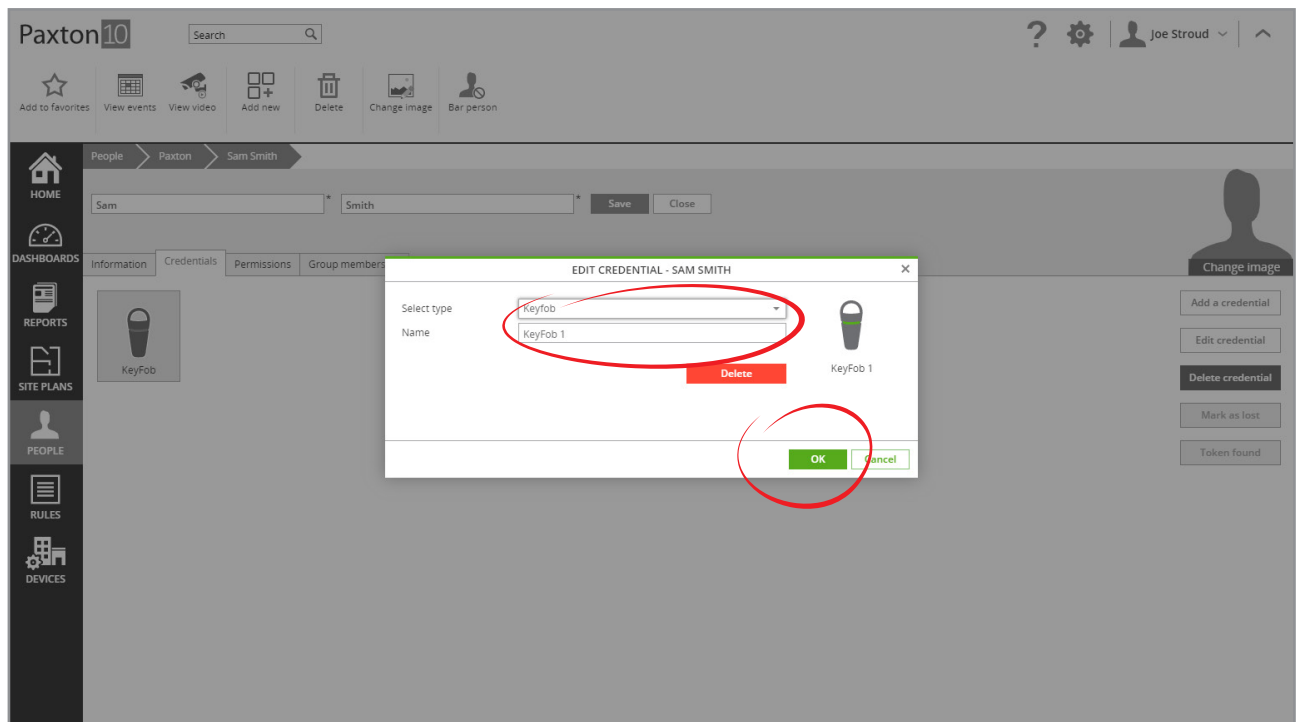 Paxton10
Search
Joe Stroud
Add to favorites
View events
View video
Add new
Delete
Change image
Bar person
HOME
DASHBOARDS
REPORTS
SITE PLANS
PEOPLE
RULES
DEVICES
People
Paxton
Sam Smith
Sam *
Smith *
Save
Close
Change image
Information
Credentials
Permissions
Group members
KeyFob
EDIT CREDENTIAL - SAM SMITH
Select type
Keyfob
Name
KeyFob 1
Delete
KeyFob 1
OK
Cancel
Add a credential
Edit credential
Delete credential
Mark as lost
Token found